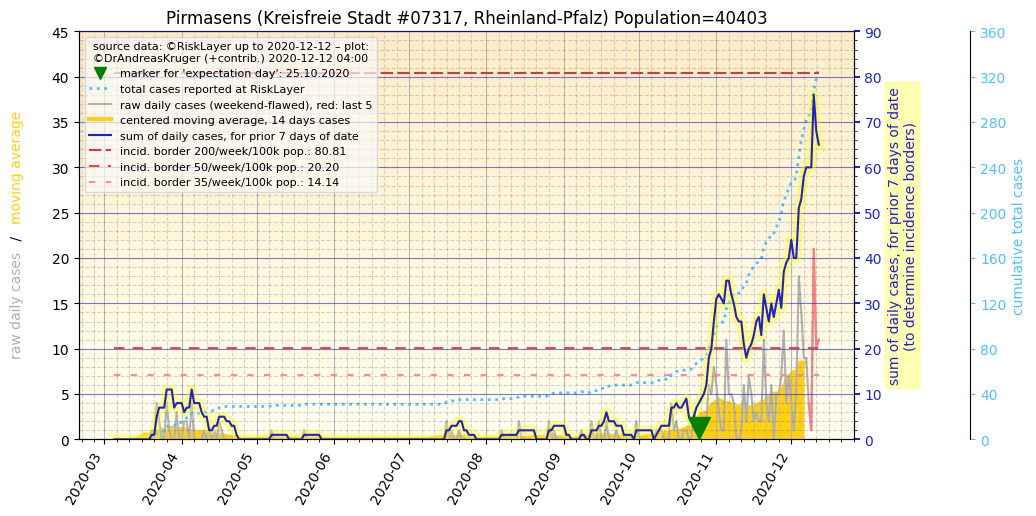 Pirmasens (Kreisfreie Stadt #07317, Rheinland-Pfalz) Population=40403
source data: ©RiskLayer up to 2020-12-12 – plot:
©DrAndreasKruger (+contrib.) 2020-12-12 04:00
marker for 'expectation day': 25.10.2020
total cases reported at RiskLayer
raw daily cases (weekend-flawed), red: last 5
centered moving average, 14 days cases
sum of daily cases, for prior 7 days of date
incid. border 200/week/100k pop.: 80.81
incid. border 50/week/100k pop.: 20.20
incid. border 35/week/100k pop.: 14.14
raw daily cases / moving average
45
40
35
30
25
20
15
10
5
0
2020-03
2020-04
2020-05
2020-06
2020-07
2020-08
2020-09
2020-10
2020-11
2020-12
90
80
70
60
50
40
30
20
10
0
sum of daily cases, for prior 7 days of date
(to determine incidence borders)
360
320
280
240
200
160
120
80
40
0
cumulative total cases